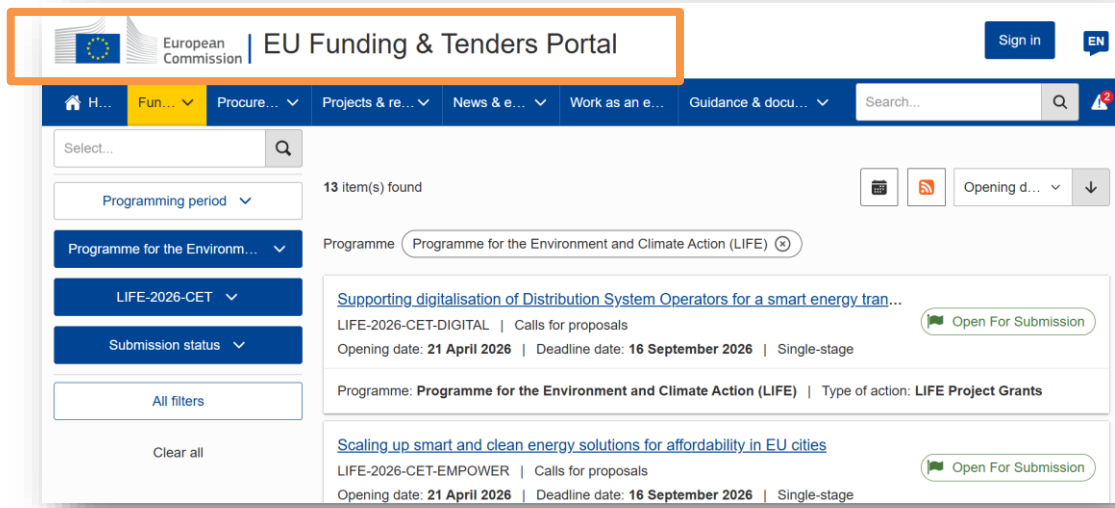 European
Commission
EU Funding & Tenders Portal
Sign in
EN
H...
Fun...
Procure...
Projects & re...
News & e...
Work as an e...
Guidance & docu...
Search...
2
Select...
Programming period
Programme for the Environm...
LIFE-2026-CET
Submission status
All filters
Clear all
13 item(s) found
Opening d...
Programme Programme for the Environment and Climate Action (LIFE)
Supporting digitalisation of Distribution System Operators for a smart energy tran...
LIFE-2026-CET-DIGITAL | Calls for proposals
Open For Submission
Opening date: 21 April 2026 | Deadline date: 16 September 2026 | Single-stage
Programme: Programme for the Environment and Climate Action (LIFE) | Type of action: LIFE Project Grants
Scaling up smart and clean energy solutions for affordability in EU cities
LIFE-2026-CET-EMPOWER | Calls for proposals
Open For Submission
Opening date: 21 April 2026 | Deadline date: 16 September 2026 | Single-stage